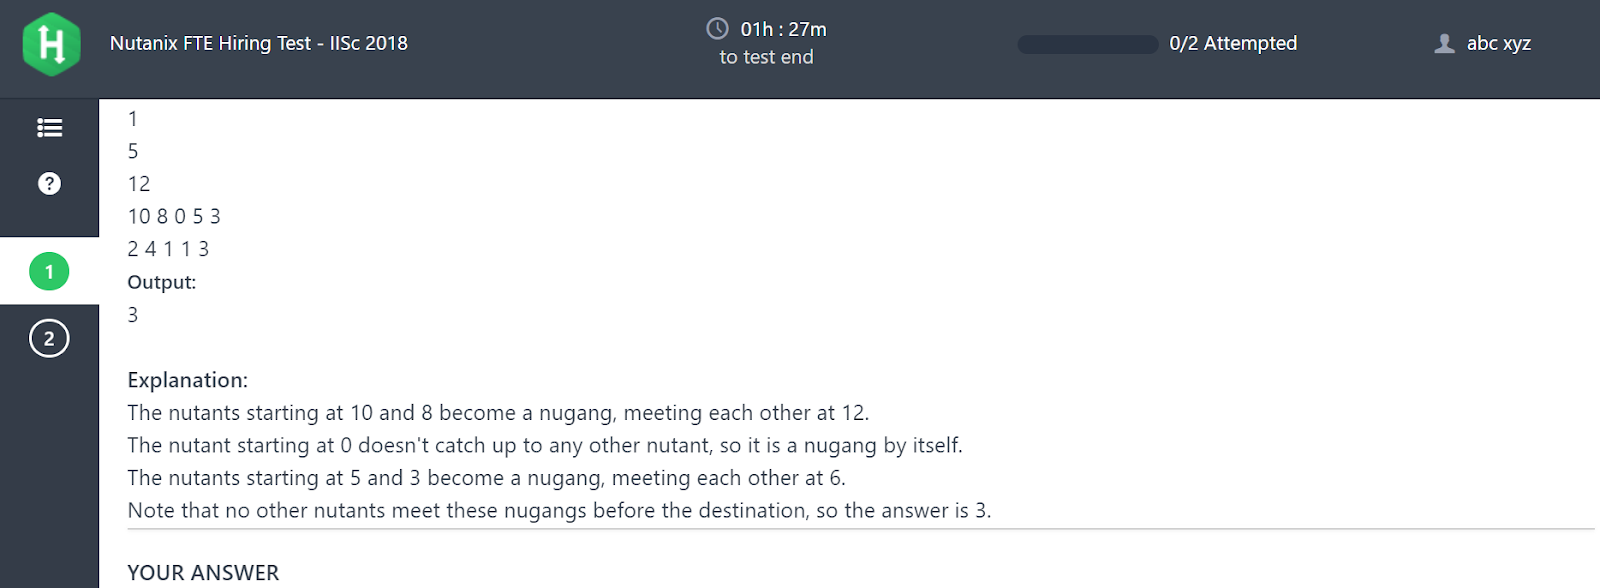 H
Nutanix FTE Hiring Test - IISc 2018
01h : 27m
to test end
0/2 Attempted
abc xyz
?
1
2
1
5
12
10 8 0 5 3
2 4 1 1 3
Output:
3
Explanation:
The nutants starting at 10 and 8 become a nugang, meeting each other at 12.
The nutant starting at 0 doesn't catch up to any other nutant, so it is a nugang by itself.
The nutants starting at 5 and 3 become a nugang, meeting each other at 6.
Note that no other nutants meet these nugangs before the destination, so the answer is 3.
YOUR ANSWER